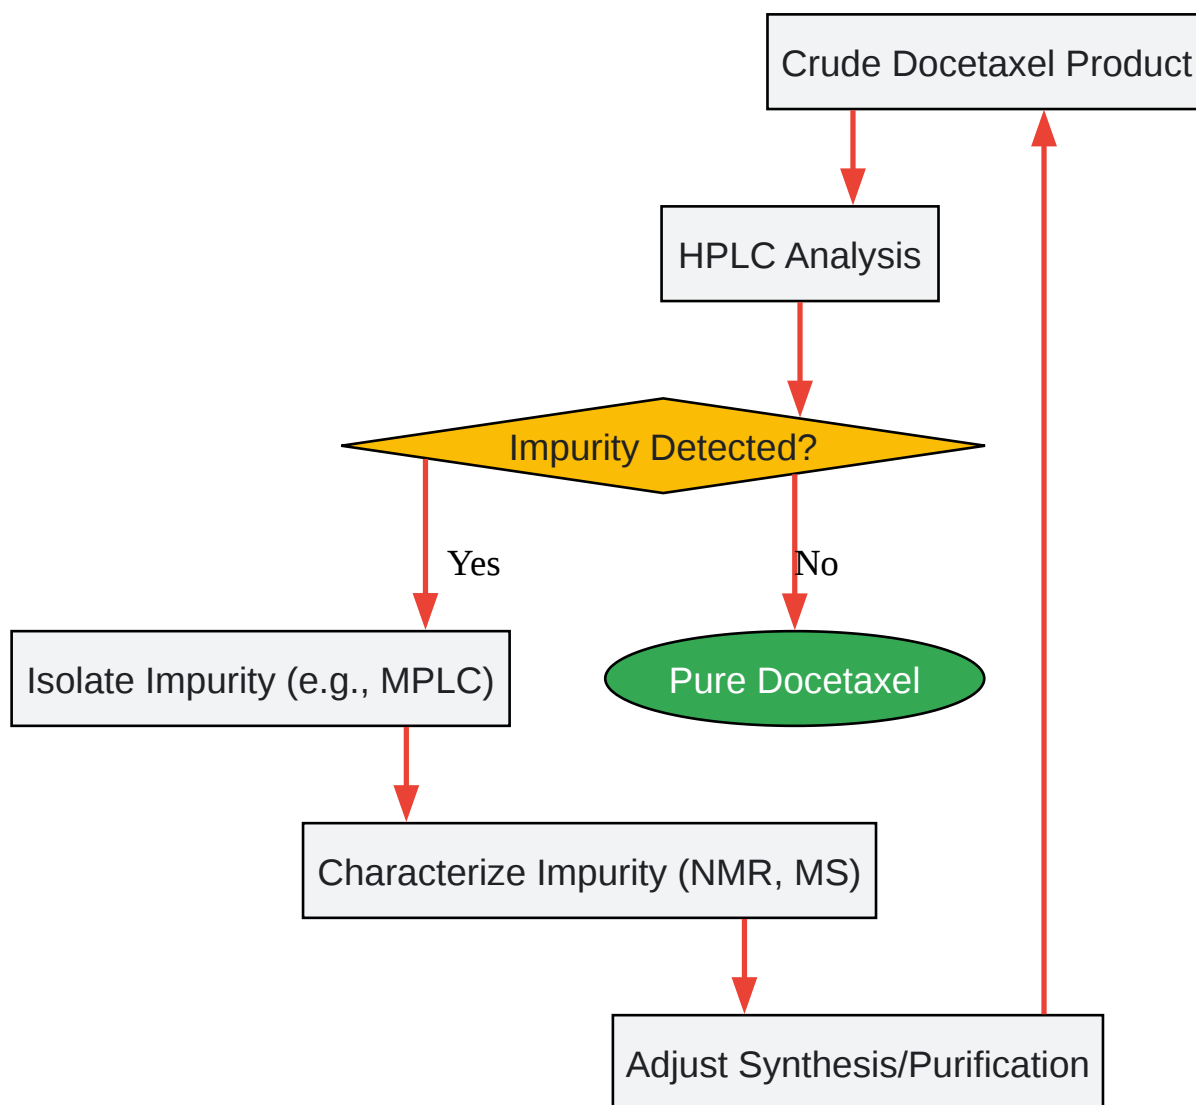 Crude Docetaxel Product
HPLC Analysis
Impurity Detected?
Yes
No
Isolate Impurity (e.g., MPLC)
Pure Docetaxel
Characterize Impurity (NMR, MS)
Adjust Synthesis/Purification